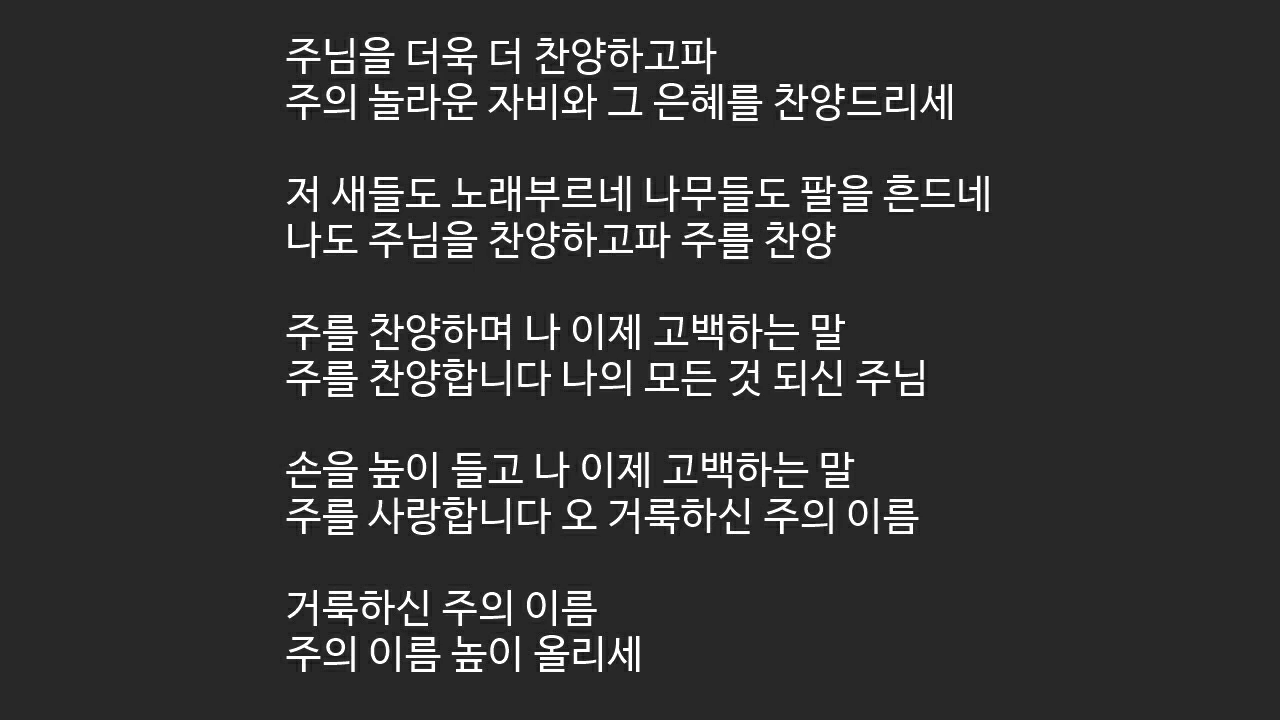 주님을 더욱 더 찬양하고파
주의 놀라운 자비와 그 은혜를 찬양드리세
저 새들도 노래부르네 나무들도 팔을 흔드네
나도 주님을 찬양하고파 주를 찬양
주를 찬양하며 나 이제 고백하는 말
주를 찬양합니다 나의 모든 것 되신 주님
손을 높이 들고 나 이제 고백하는 말
주를 사랑합니다 오 거룩하신 주의 이름
거룩하신 주의 이름
주의 이름 높이 올리세